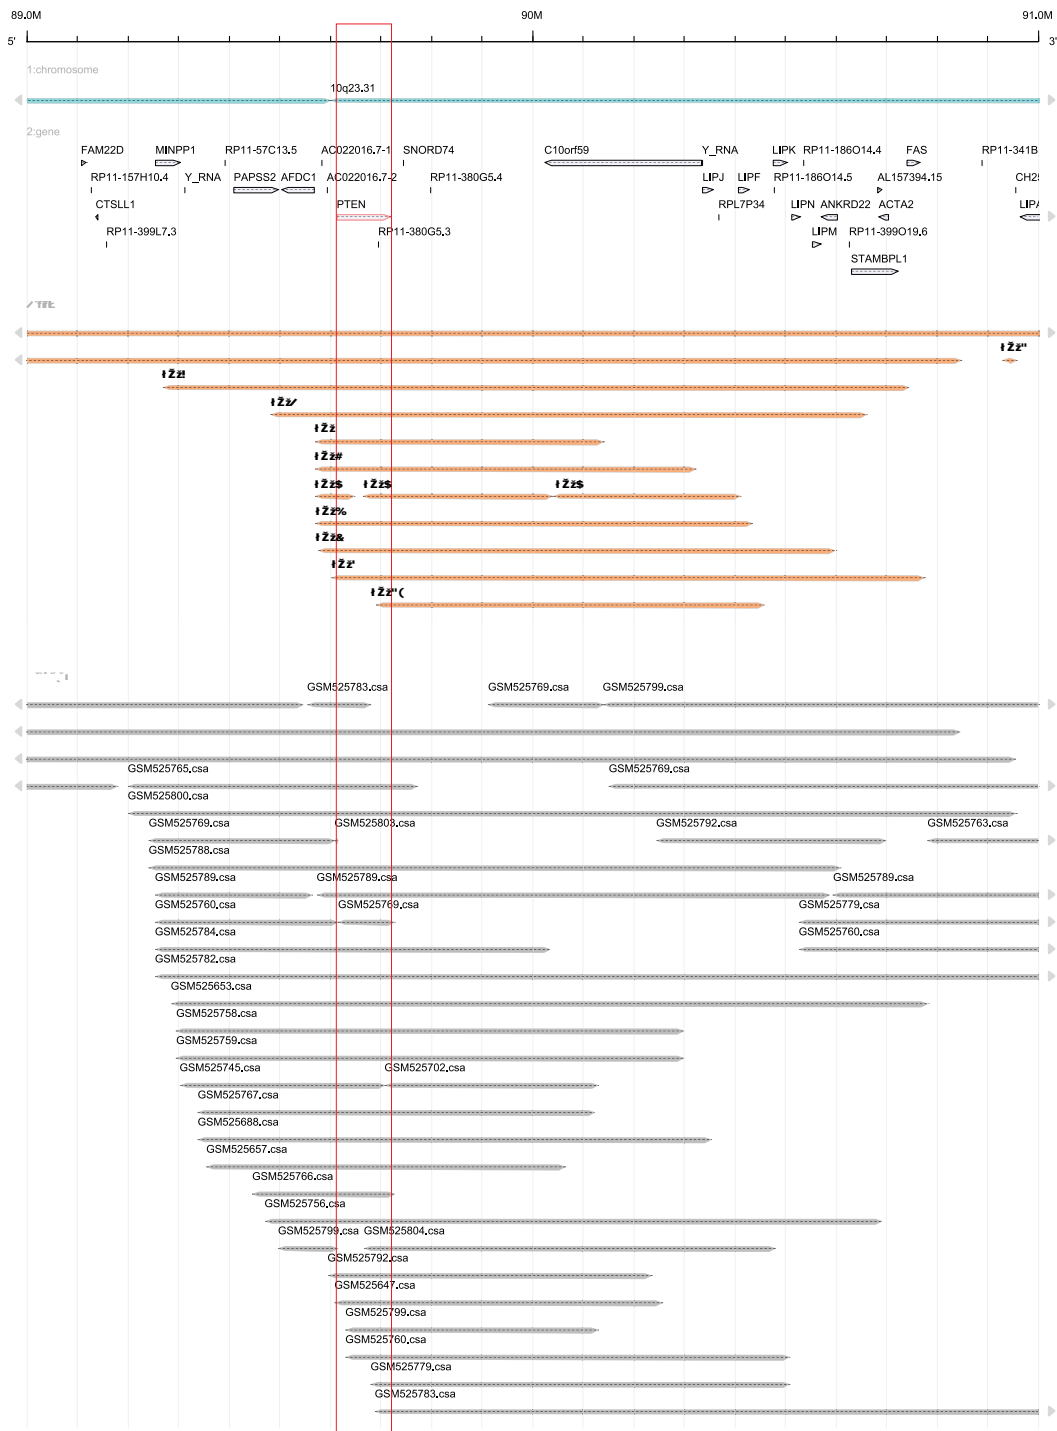 89.0M 90M 91.0M
5' 3'
1:chromosome
10q23.31
2:gene
FAM22D MINPP1 RP11-57C13.5 AC022016.7-1 SNORD74 C10orf59 Y_RNA LIPK RP11-186O14.4 FAS RP11-341B
RP11-157H10.4 Y_RNA PAPSS2 AFDC1 AC022016.7-2 RP11-380G5.4 LIPJ LIPF RP11-186O14.5 AL157394.15 CH25
CTSLL1 PTEN RPL7P34 LIPN ANKRD22 ACTA2 LIPA
RP11-399L7.3 RP11-380G5.3 LIPM RP11-399O19.6
STAMBPL1
GSM525783.csa GSM525769.csa GSM525799.csa
GSM525765.csa GSM525769.csa
GSM525800.csa
GSM525769.csa GSM525803.csa GSM525792.csa GSM525763.csa
GSM525788.csa
GSM525789.csa GSM525789.csa GSM525789.csa
GSM525760.csa GSM525769.csa GSM525779.csa
GSM525784.csa GSM525760.csa
GSM525782.csa
GSM525653.csa
GSM525758.csa
GSM525759.csa
GSM525745.csa GSM525702.csa
GSM525767.csa
GSM525688.csa
GSM525657.csa
GSM525766.csa
GSM525756.csa
GSM525799.csa GSM525804.csa
GSM525792.csa
GSM525647.csa
GSM525799.csa
GSM525760.csa
GSM525779.csa
GSM525783.csa